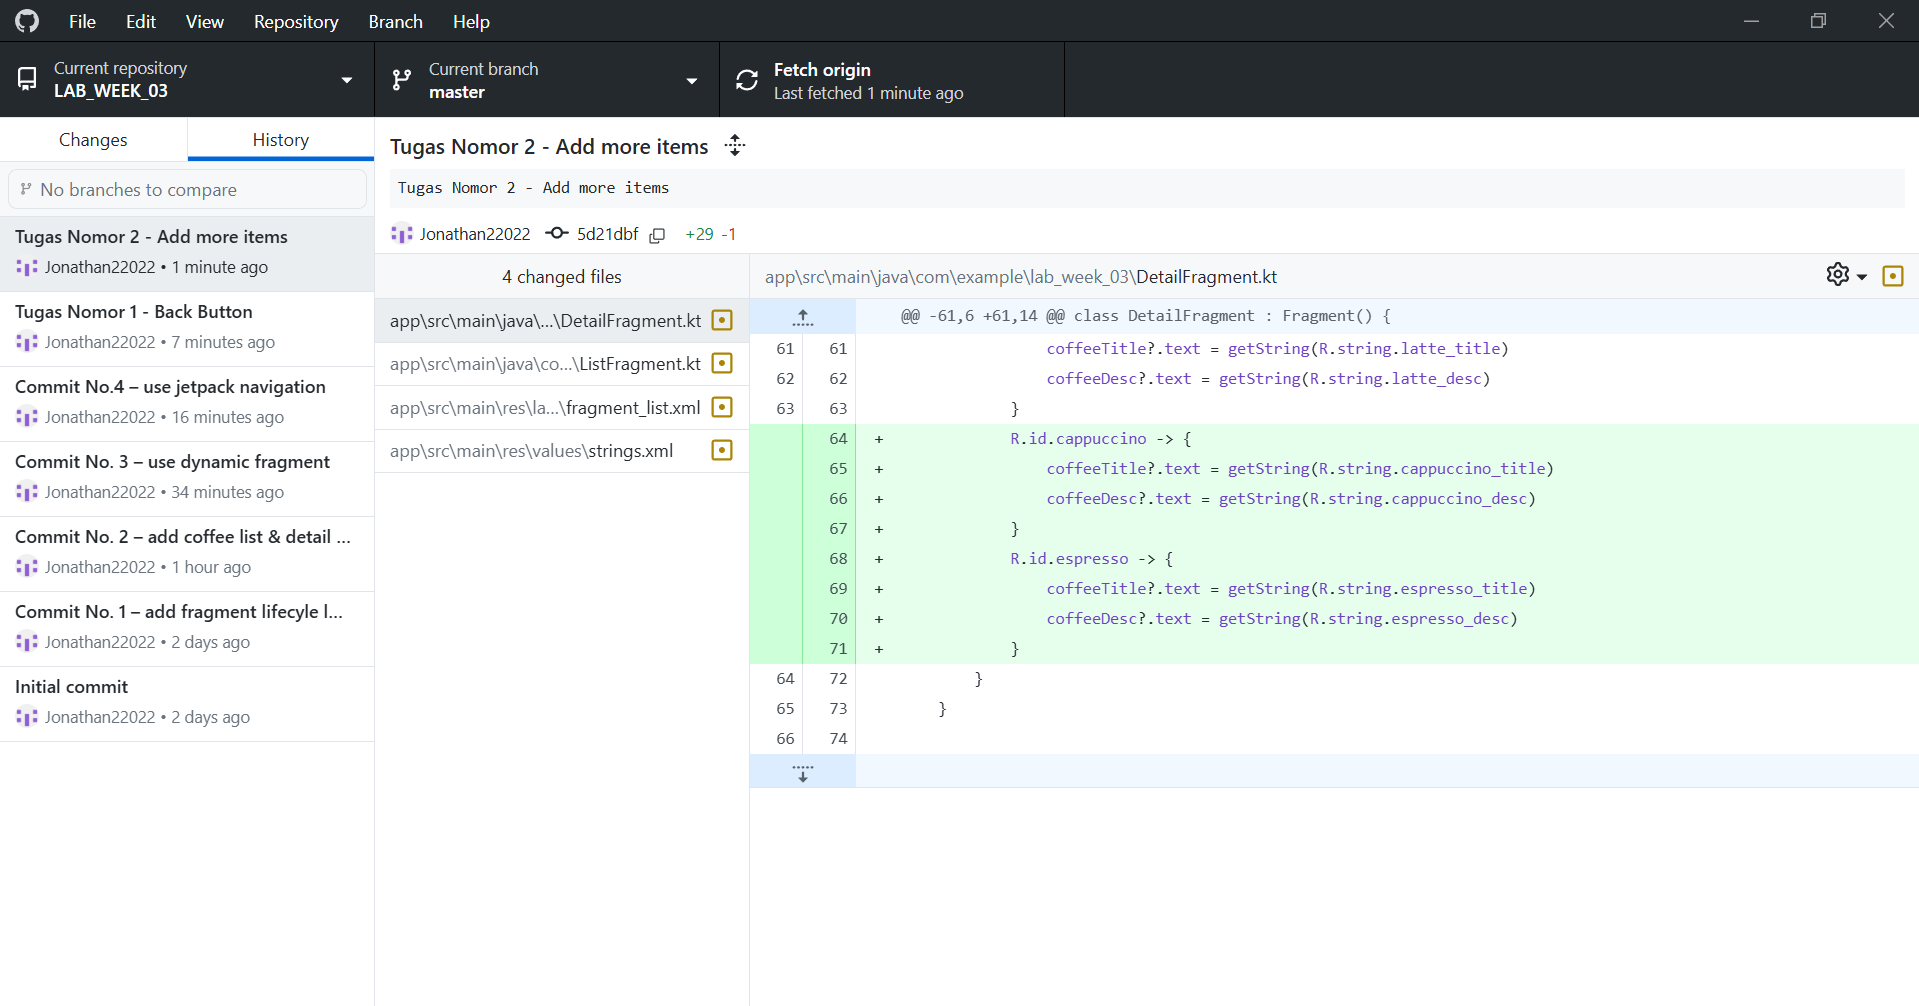 File Edit View Repository Branch Help
Current repository
LAB_WEEK_03
Current branch
master
Fetch origin
Last fetched 1 minute ago
Changes
History
No branches to compare
Tugas Nomor 2 - Add more items
Jonathan22022 • 1 minute ago
Tugas Nomor 1 - Back Button
Jonathan22022 • 7 minutes ago
Commit No.4 – use jetpack navigation
Jonathan22022 • 16 minutes ago
Commit No. 3 – use dynamic fragment
Jonathan22022 • 34 minutes ago
Commit No. 2 – add coffee list & detail ...
Jonathan22022 • 1 hour ago
Commit No. 1 – add fragment lifecyle l...
Jonathan22022 • 2 days ago
Initial commit
Jonathan22022 • 2 days ago
Tugas Nomor 2 - Add more items
Tugas Nomor 2 - Add more items
Jonathan22022 5d21dbf +29 -1
4 changed files
app\src\main\java\...\DetailFragment.kt
app\src\main\java\co...\ListFragment.kt
app\src\main\res\la...\fragment_list.xml
app\src\main\res\values\strings.xml
app\src\main\java\com\example\lab_week_03\DetailFragment.kt
@@ -61,6 +61,14 @@ class DetailFragment : Fragment() {
61 61 coffeeTitle?.text = getString(R.string.latte_title)
62 62 coffeeDesc?.text = getString(R.string.latte_desc)
63 63 }
64 + R.id.cappuccino -> {
65 + coffeeTitle?.text = getString(R.string.cappuccino_title)
66 + coffeeDesc?.text = getString(R.string.cappuccino_desc)
67 + }
68 + R.id.espresso -> {
69 + coffeeTitle?.text = getString(R.string.espresso_title)
70 + coffeeDesc?.text = getString(R.string.espresso_desc)
71 + }
64 72 }
65 73 }
66 74